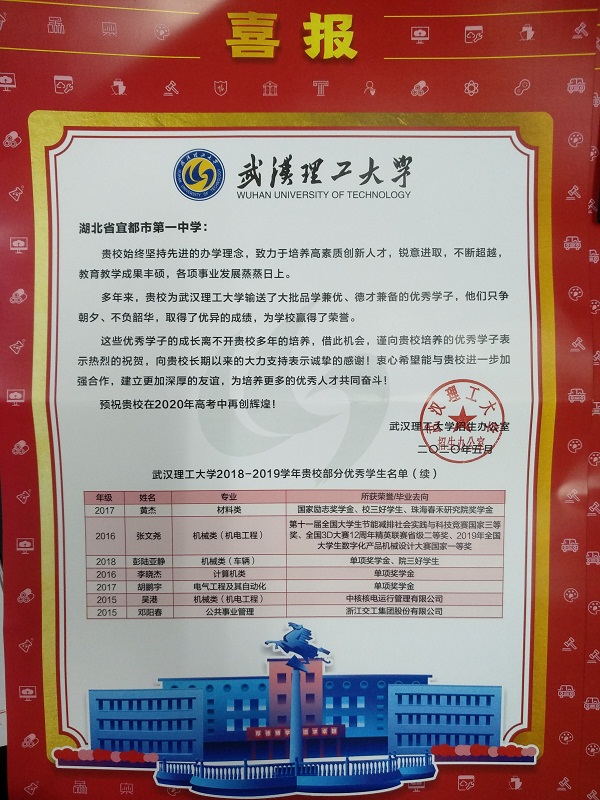 喜报
武汉理工大学
WUHAN UNIVERSITY OF TECHNOLOGY
湖北省宜都市第一中学：
贵校始终坚持先进的办学理念，致力于培养高素质创新人才，锐意进取，不断超越，
教育教学成果丰硕，各项事业发展蒸蒸日上。
多年来，贵校为武汉理工大学输送了大批品学兼优、德才兼备的优秀学子，他们只争
朝夕、不负韶华，取得了优异的成绩，为学校赢得了荣誉。
这些优秀学子的成长离不开贵校多年的培养，借此机会，谨向贵校培养的优秀学子表
示热烈的祝贺，向贵校长期以来的大力支持表示诚挚的感谢！衷心希望能与贵校进一步加
强合作，建立更加深厚的友谊，为培养更多的优秀人才共同奋斗！
预祝贵校在2020年高考中再创辉煌！
武汉理工大学招生办公室
二〇二〇年五月
武汉理工大学
招生办公室
武汉理工大学2018-2019学年贵校部分优秀学生名单（续）
年级 姓名 专业 所获荣誉/毕业去向
2017 黄杰 材料类 国家励志奖学金、校三好学生、珠海春禾研究院奖学金
2016 张文尧 机械类（机电工程） 第十一届全国大学生节能减排社会实践与科技竞赛国家三等
奖、全国3D大赛12周年精英联赛省级二等奖、2019年全国
大学生数字化产品机械设计大赛国家一等奖
2018 彭陆亚静 机械类（车辆） 单项奖学金、院三好学生
2016 李晓杰 计算机类 单项奖学金
2017 胡鹏宇 电气工程及其自动化 单项奖学金
2015 吴港 机械类（机电工程） 中核核电运行管理有限公司
2015 邓阳春 公共事业管理 浙江交工集团股份有限公司